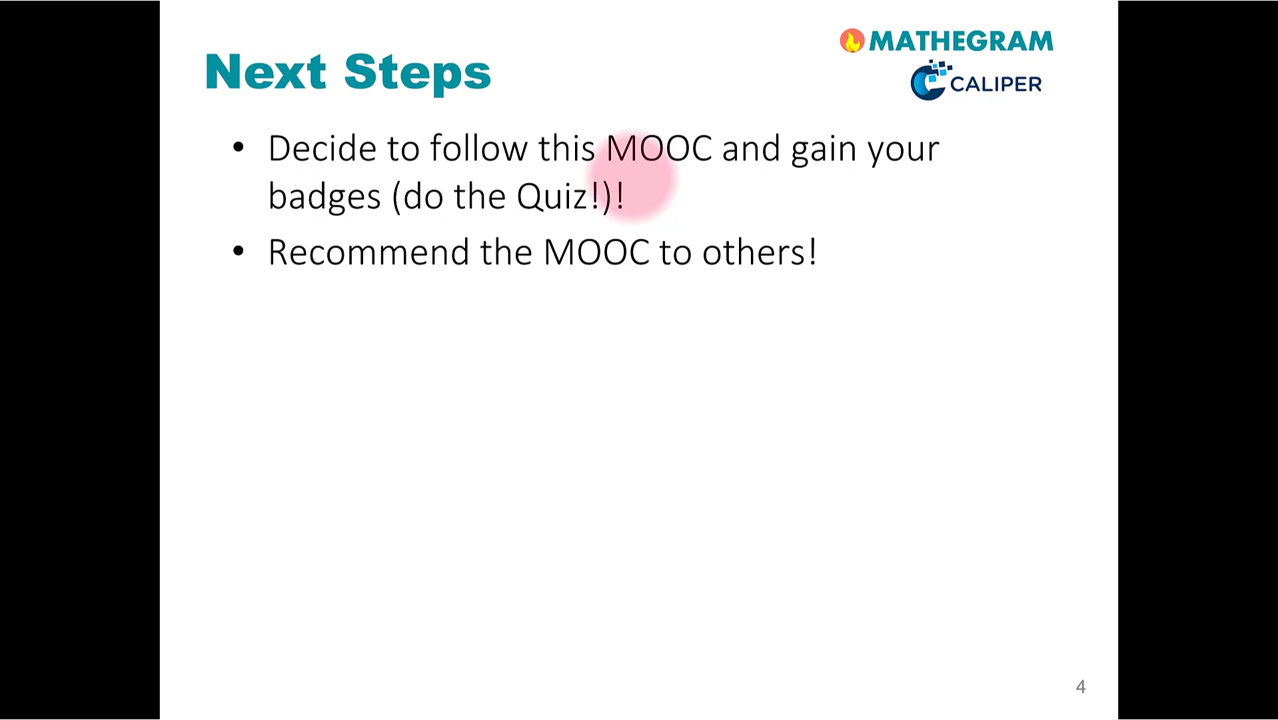 Next Steps
MATHEGRAM
CALIPER
• Decide to follow this MOOC and gain your
badges (do the Quiz!)!
• Recommend the MOOC to others!
4